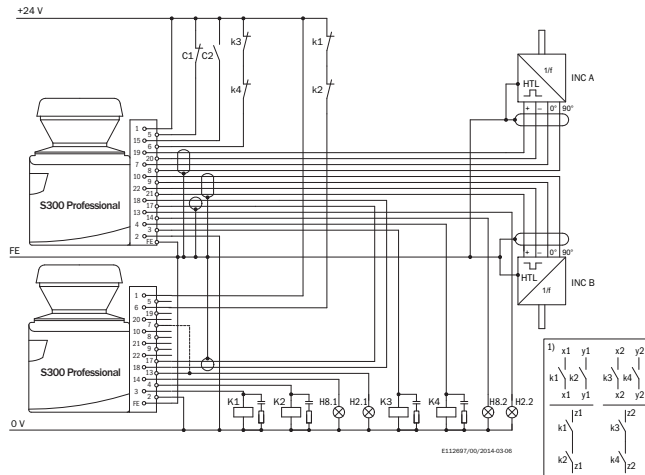 +24 V
C1 C2 k3 k1
k4 k2
1/f
HTL
INC A
+ – 0° 90°
1
5
15
6
19
20
7
8
10
9
22
21
18
17
13
14
4
3
2
FE
S300 Professional
FE
+ – 0° 90°
HTL
1/f
INC B
1
5
6
19
20
7
10
8
21
9
22
17
18
13
14
4
3
2
FE
S300 Professional
K1 K2 H8.1 H2.1 K3 K4 H8.2 H2.2
0 V
E112697/00/2014-03-06
1)
x1 y1 x2 y2
k1 k2 k3 k4
x1 y1 x2 y2
z1 z2
k1 k3
k2 k4
z1 z2